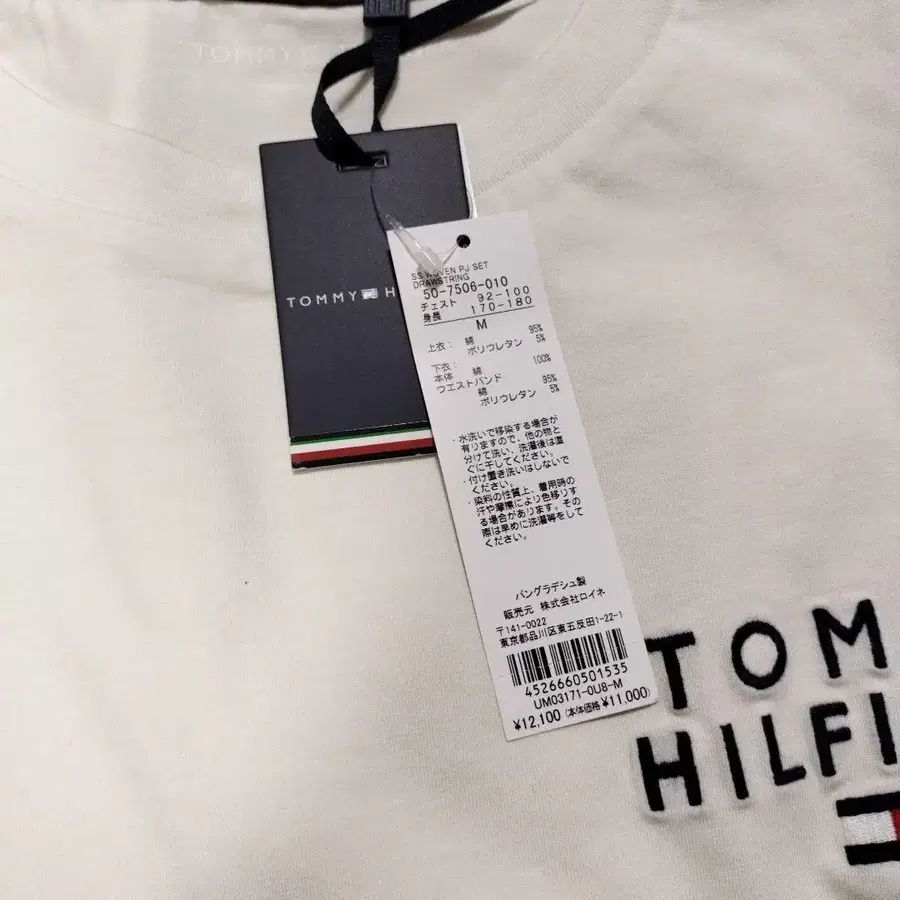 TOMMY
TOMMY H
SS WOVEN PJ SET
DRAWSTRING
50-7506-010
チェスト 92-100
身長 170-180
M
上衣: 綿 95%
ポリウレタン 5%
下衣:
本体 綿 100%
ウエストバンド
綿 95%
ポリウレタン 5%
・水洗いで移染する場合が
有りますので、他の物と
分けて洗い、洗濯後は直
ぐに干してください。
・付け置き洗いはしないで
ください。
・染料の性質上、着用時の
汗や摩擦により色移りす
る場合があります。その
際は早めに洗濯等をして
ください。
バングラデシュ製
販売元 株式会社ロイネ
〒141-0022
東京都品川区東五反田1-22-1
4526660501535
UM03171-0U8-M
¥12,100 (本体価格 ¥11,000)
TOM
HILFI